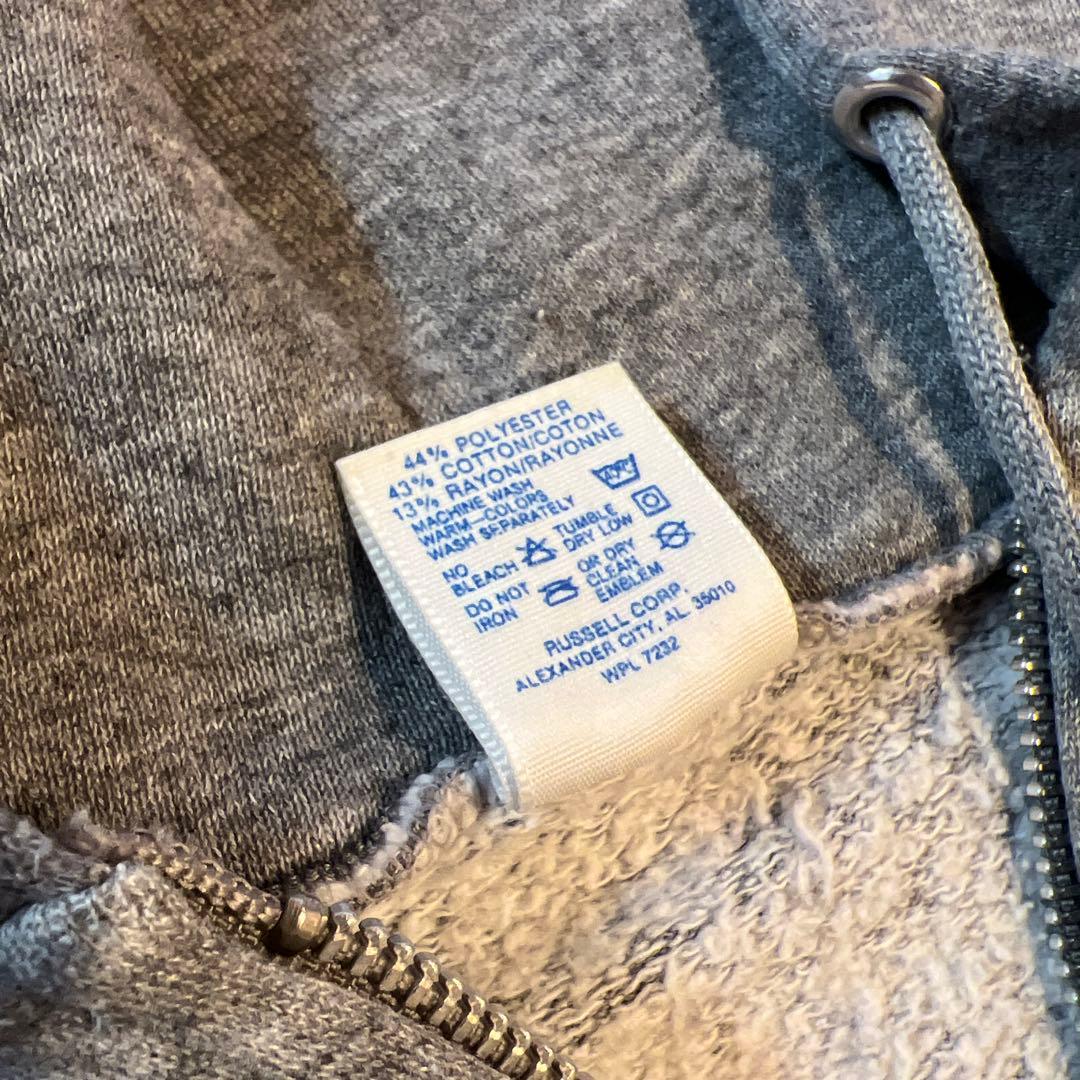 44% POLYESTER
43% COTTON/COTON
13% RAYON/RAYONNE
MACHINE WASH
WARM—COLORS
WASH SEPARATELY
NO
BLEACH
TUMBLE
DRY LOW
DO NOT
IRON
OR DRY
CLEAN
EMBLEM
RUSSELL CORP.
ALEXANDER CITY, AL. 35010
WPL 7232